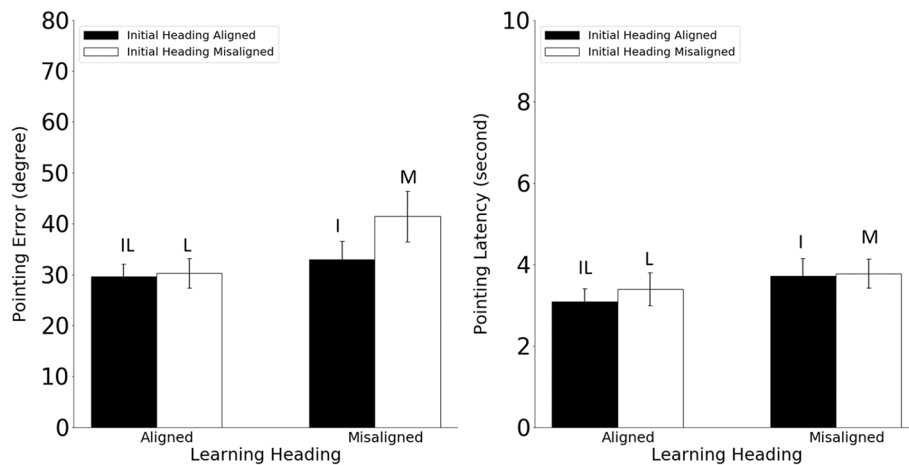 80
70
60
50
40
30
20
10
0
Pointing Error (degree)
Initial Heading Aligned
Initial Heading Misaligned
IL
L
I
M
Aligned
Misaligned
Learning Heading
10
8
6
4
2
0
Pointing Latency (second)
Initial Heading Aligned
Initial Heading Misaligned
IL
L
I
M
Aligned
Misaligned
Learning Heading